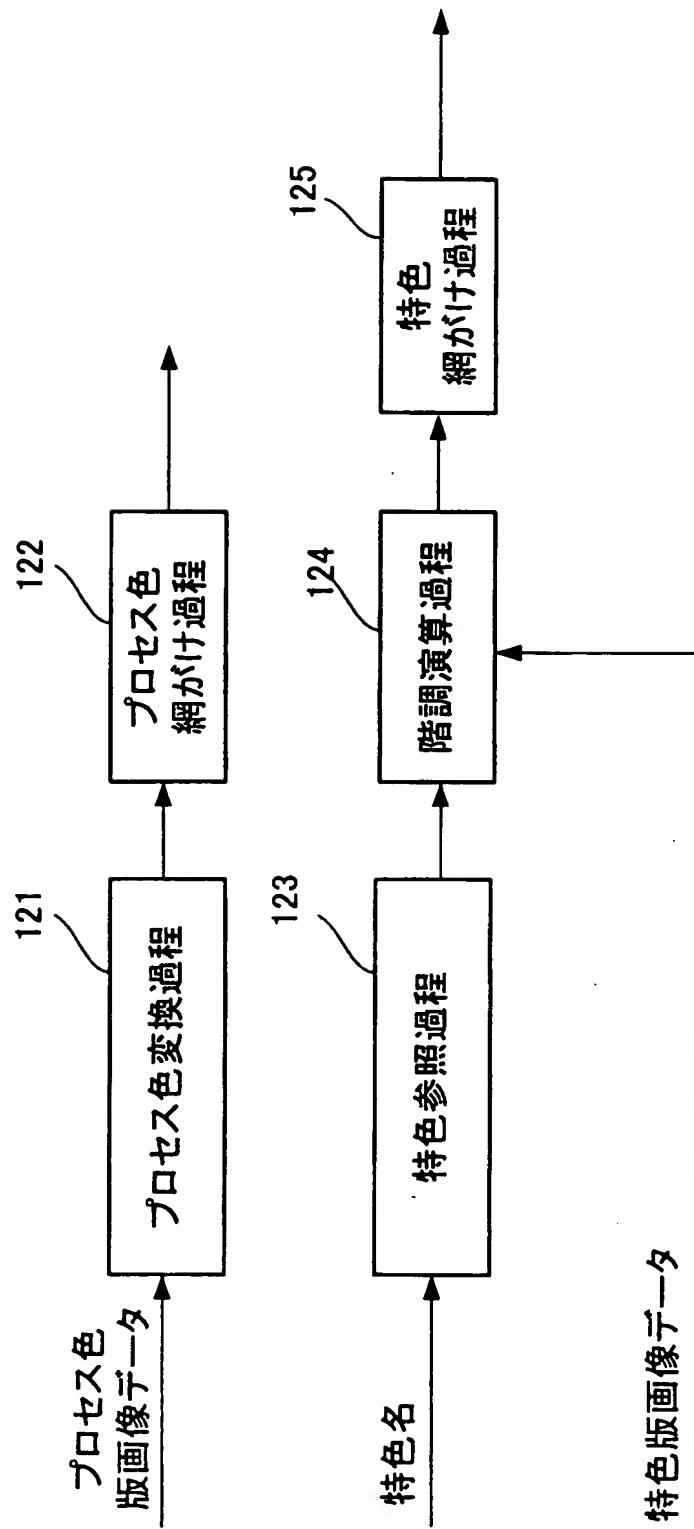 プロセス色
版画像データ
121
プロセス色変換過程
122
プロセス色
網がけ過程
特色名
123
特色参照過程
124
階調演算過程
125
特色
網がけ過程
特色版画像データ